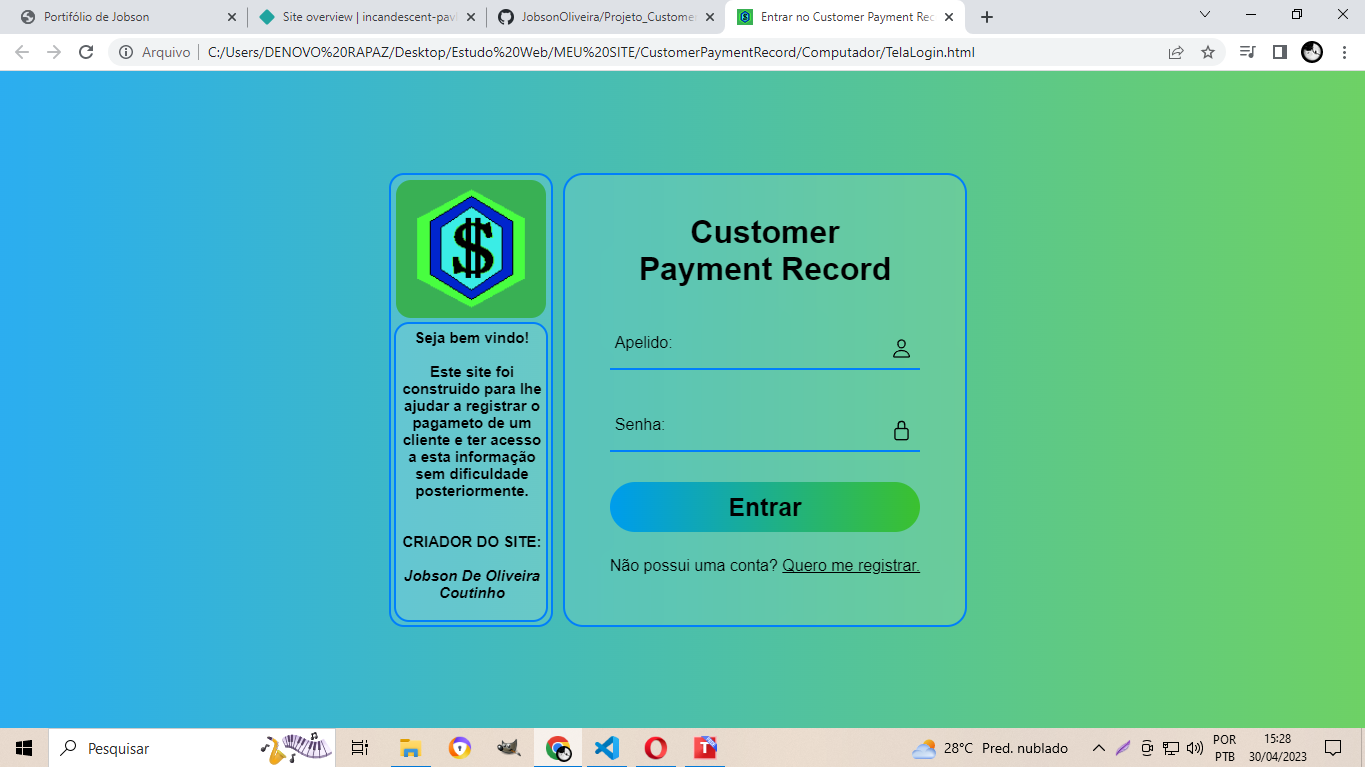 Portifólio de Jobson
Site overview | incandescent-pavl
JobsonOliveira/Projeto_Custome
Entrar no Customer Payment Rec
Arquivo
C:/Users/DENOVO%20RAPAZ/Desktop/Estudo%20Web/MEU%20SITE/CustomerPaymentRecord/Computador/TelaLogin.html
$
Seja bem vindo!
Este site foi
construido para lhe
ajudar a registrar o
pagameto de um
cliente e ter acesso
a esta informação
sem dificuldade
posteriormente.
CRIADOR DO SITE:
Jobson De Oliveira
Coutinho
Customer
Payment Record
Apelido:
Senha:
Entrar
Não possui uma conta? Quero me registrar.
Pesquisar
28°C Pred. nublado
POR
PTB
15:28
30/04/2023